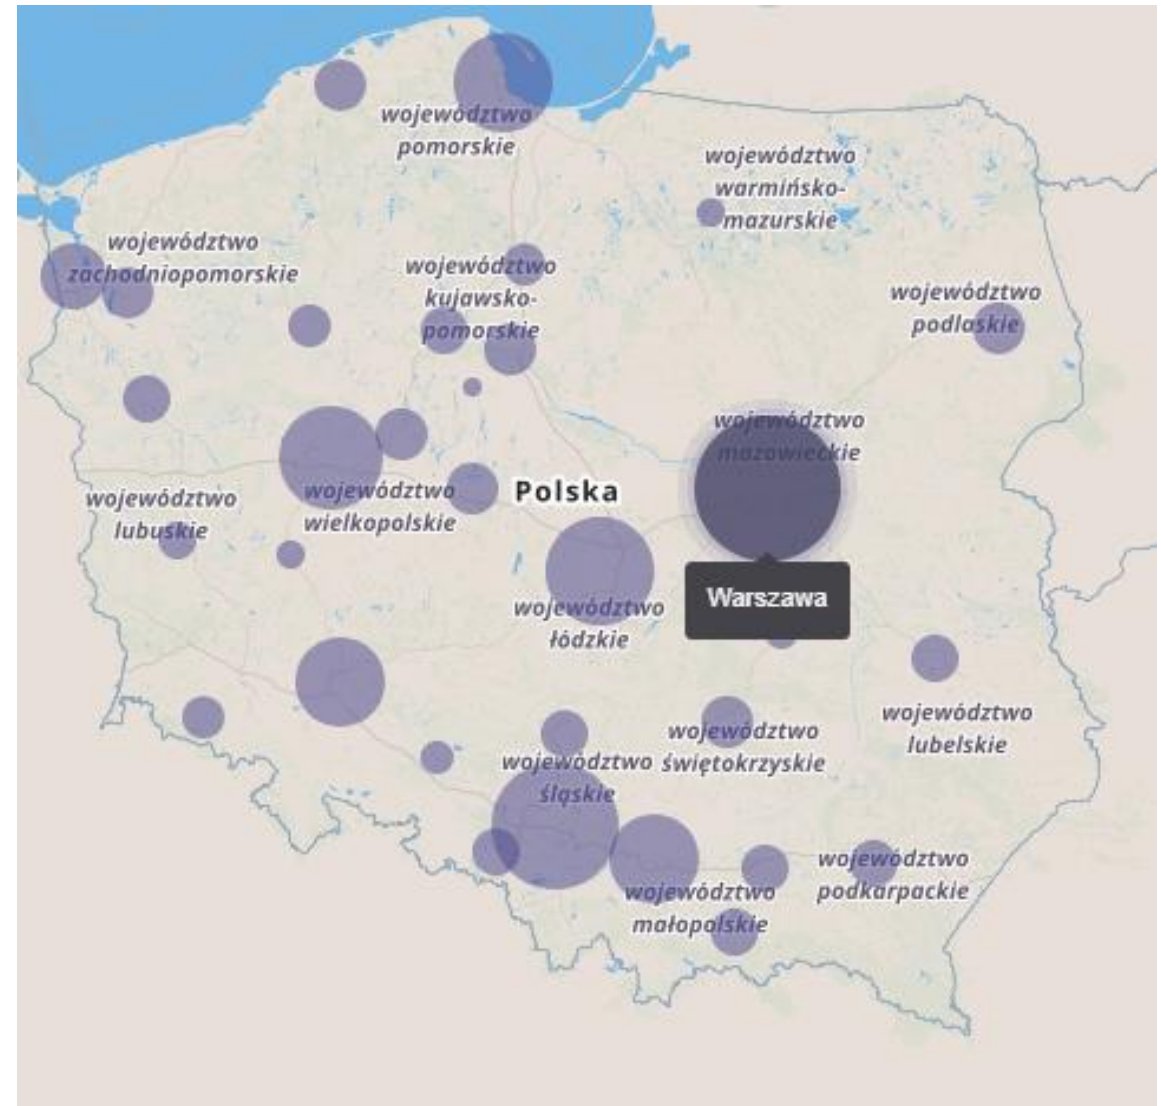 województwo
pomorskie
województwo
warmińsko-
mazurskie
województwo
zachodniopomorskie
województwo
kujawsko-
pomorskie
województwo
podlaskie
województwo
mazowieckie
województwo
lubuskie
województwo
wielkopolskie
Polska
Warszawa
województwo
łódzkie
województwo
lubelskie
województwo
świętokrzyskie
województwo
śląskie
województwo
podkarpackie
województwo
małopolskie